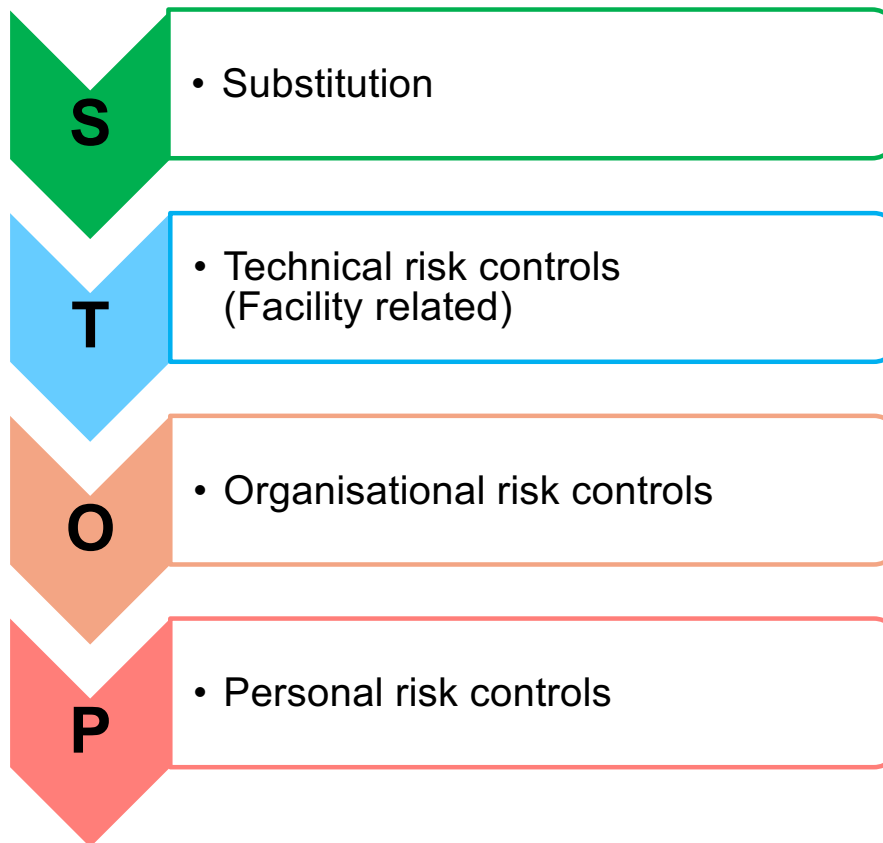 S
• Substitution
T
• Technical risk controls
(Facility related)
O
• Organisational risk controls
P
• Personal risk controls